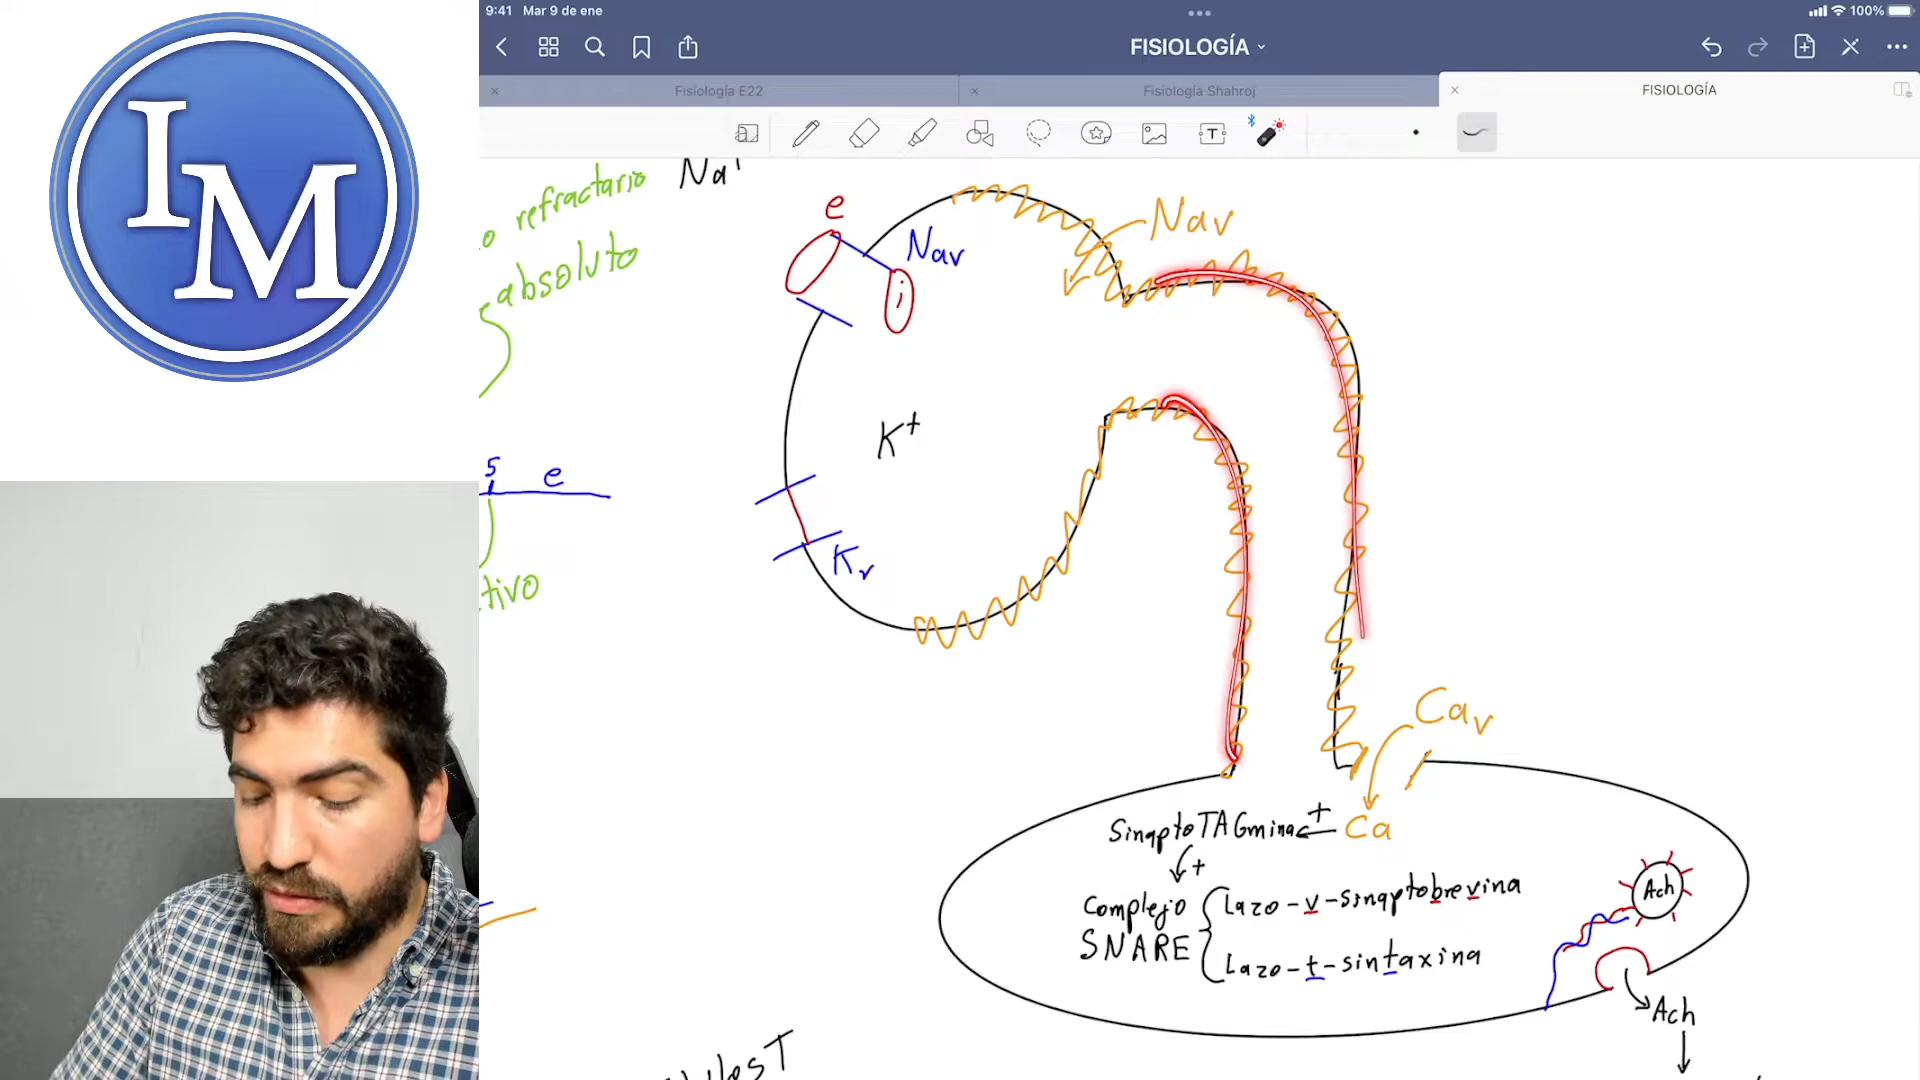 IM
9:41 Mar 9 de ene
100%
FISIOLOGÍA
Fisiología E22
Fisiología Shahroj
FISIOLOGÍA
T
o refractario
absoluto
Na⁺
e
Nav
i
Nav
K⁺
5
e
Kv
tivo
Cav
SinaptoTAGmina
+
Ca
+
Complejo
SNARE
Lazo-v-sinaptobrevina
Lazo-t-sintaxina
Ach
Ach